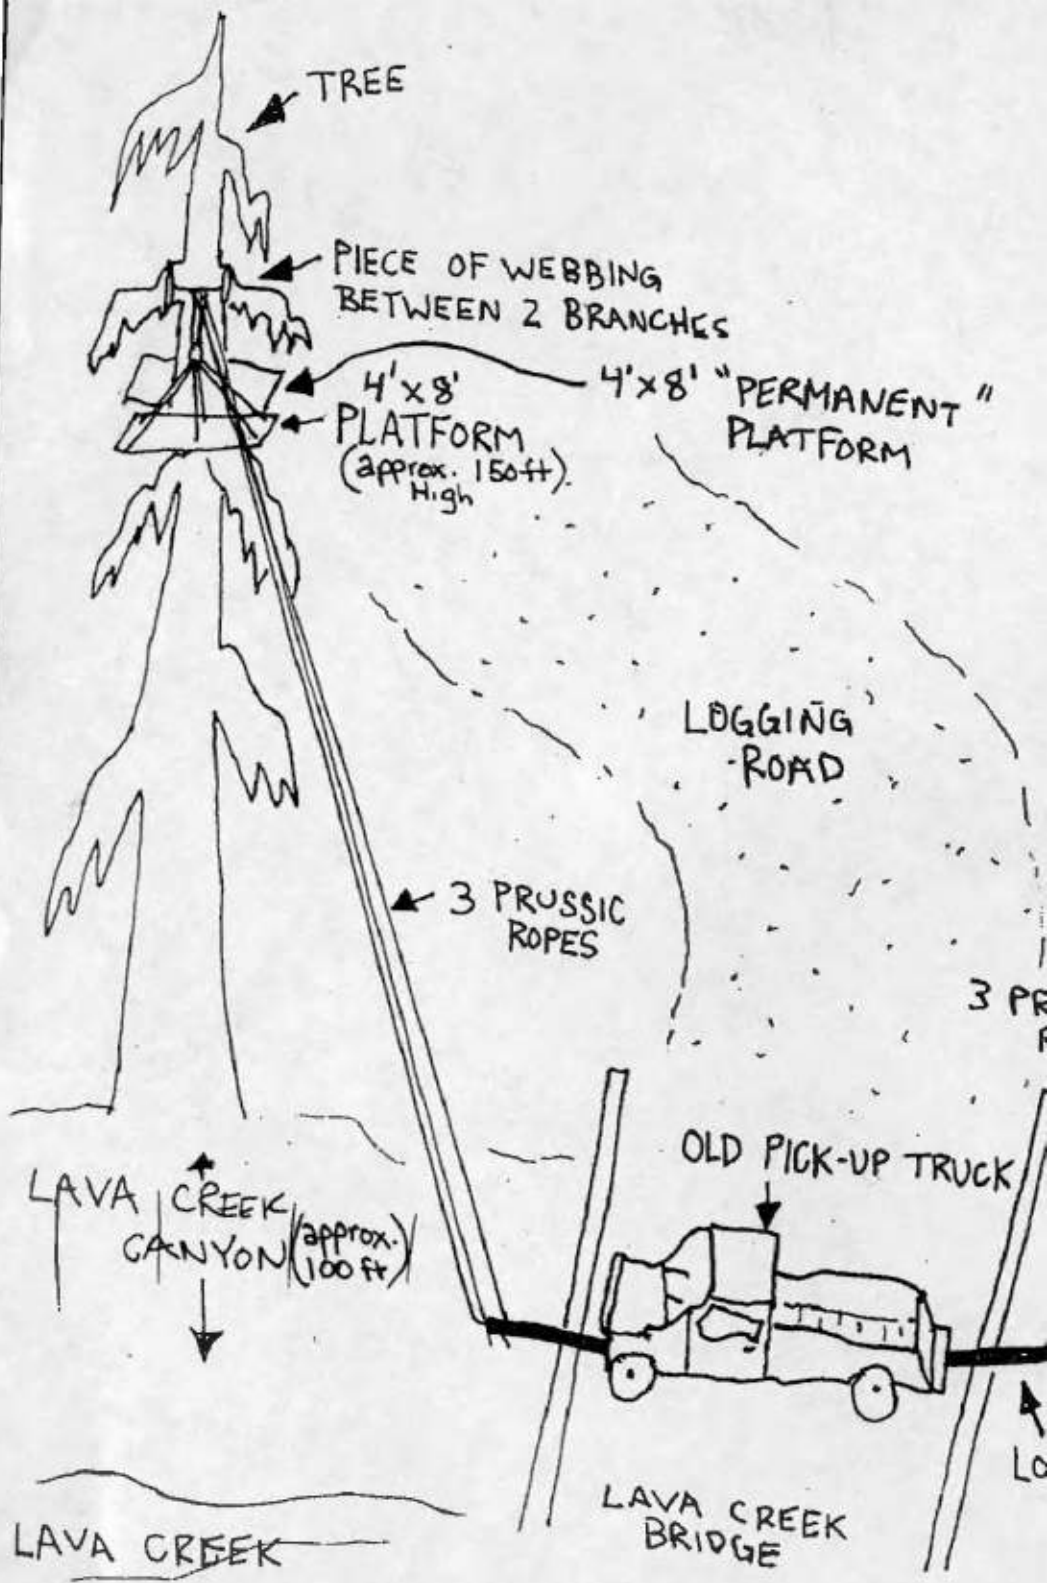 TREE
PIECE OF WEBBING
BETWEEN 2 BRANCHES
4'x8'
PLATFORM
(approx. 150ft).
High
4'x8' "PERMANENT"
PLATFORM
LOGGING
ROAD
3 PRUSSIC
ROPES
3 PR
OLD PICK-UP TRUCK
LAVA CREEK
CANYON (approx.
100 ft)
LO
LAVA CREEK
BRIDGE
LAVA CREEK